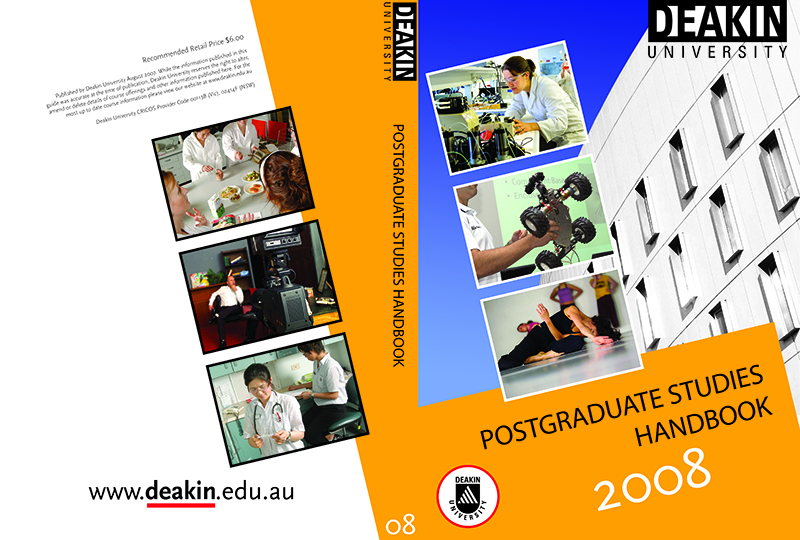 Recommended Retail Price $6.00
Published by Deakin University August 2007. While the information published in this
guide was accurate at the time of publication, Deakin University reserves the right to alter,
amend or delete details of course offerings and other information published here. For the
most up to date course information please view our website at www.deakin.edu.au
Deakin University CRICOS Provider Code 00113B (Vic), 02414F (NSW)
www.deakin.edu.au
DEAKIN
UNIVERSITY
POSTGRADUATE STUDIES HANDBOOK
08
DEAKIN
UNIVERSITY
POSTGRADUATE STUDIES
HANDBOOK
2008
DEAKIN
UNIVERSITY